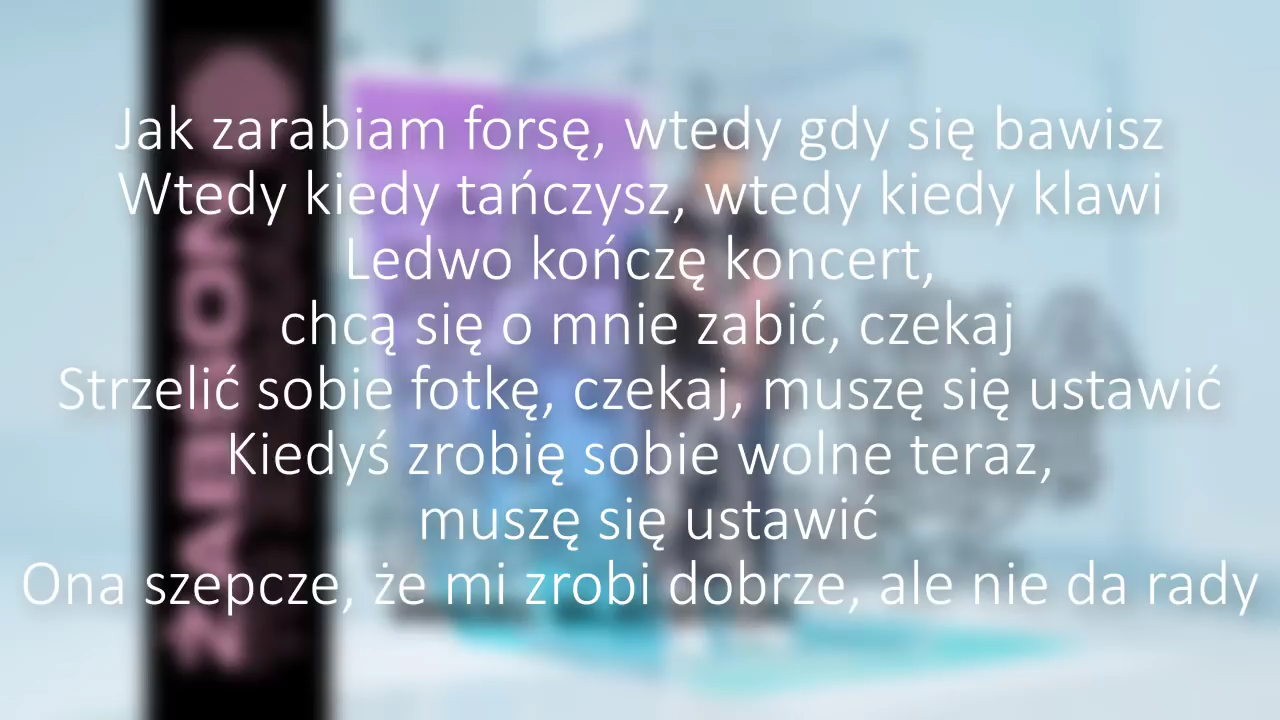 Jak zarabiam forsę, wtedy gdy się bawisz
Wtedy kiedy tańczysz, wtedy kiedy klawi
Ledwo kończę koncert,
chcą się o mnie zabić, czekaj
Strzelić sobie fotkę, czekaj, muszę się ustawić
Kiedyś zrobię sobie wolne teraz,
muszę się ustawić
Ona szepcze, że mi zrobi dobrze, ale nie da rady